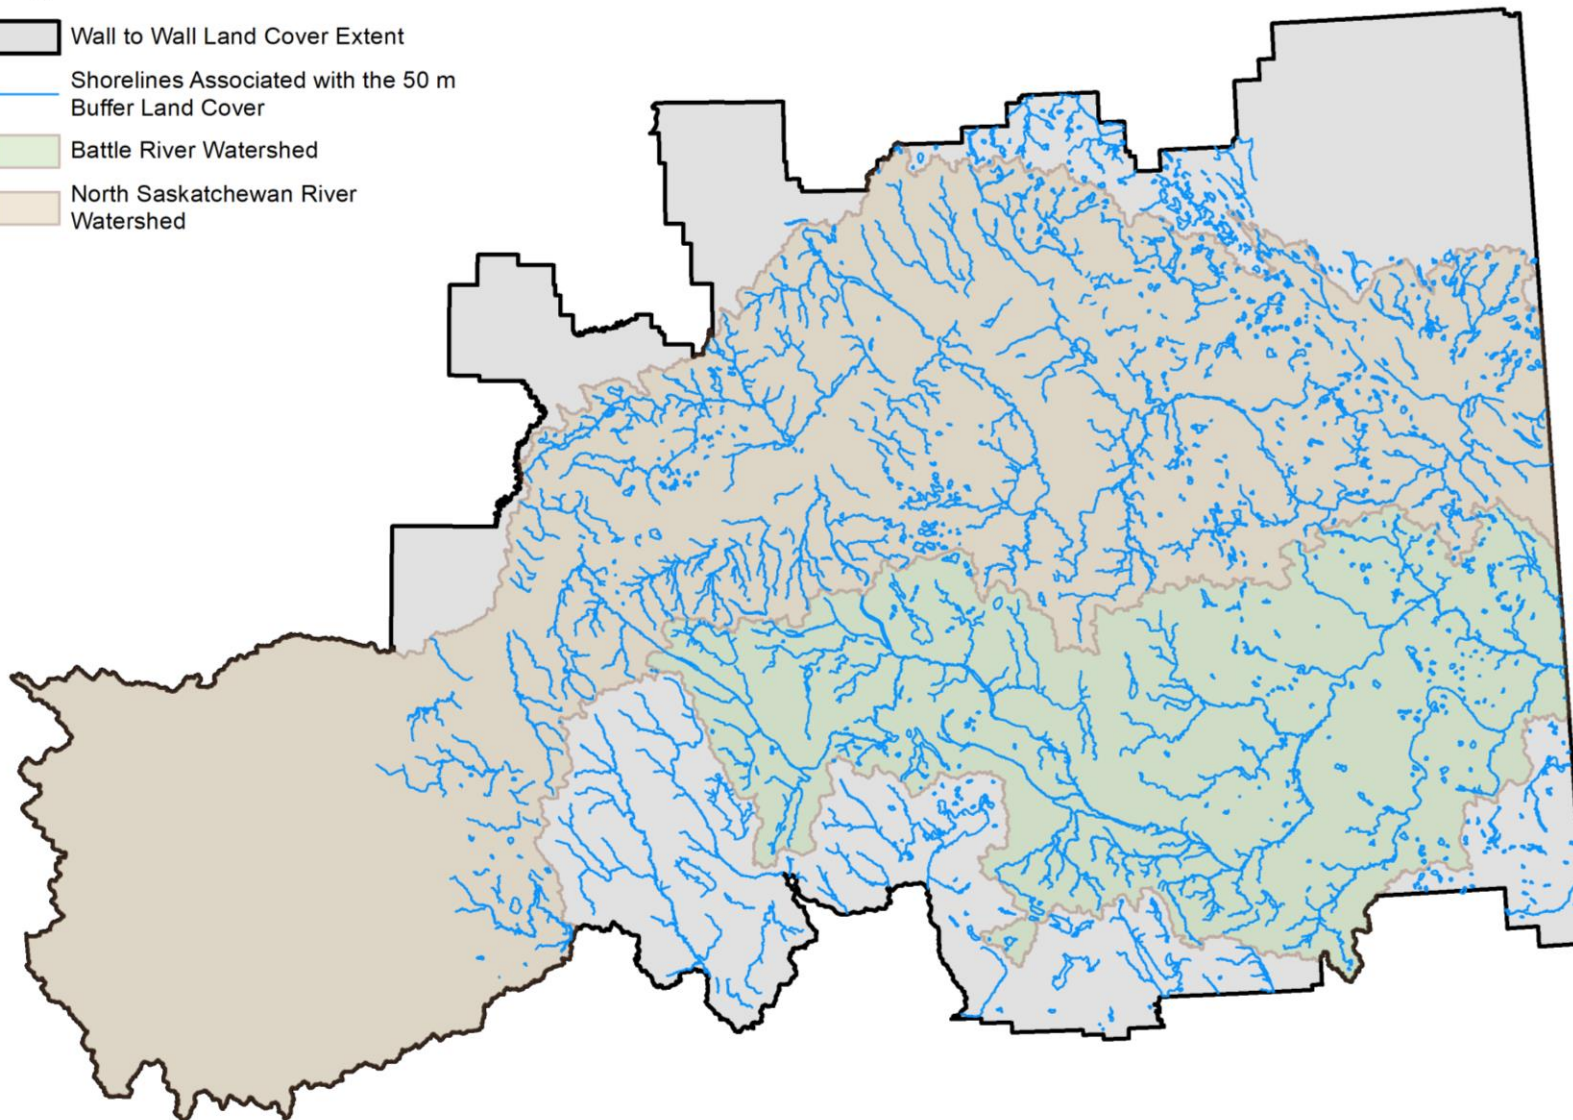 Wall to Wall Land Cover Extent
Shorelines Associated with the 50 m
Buffer Land Cover
Battle River Watershed
North Saskatchewan River
Watershed